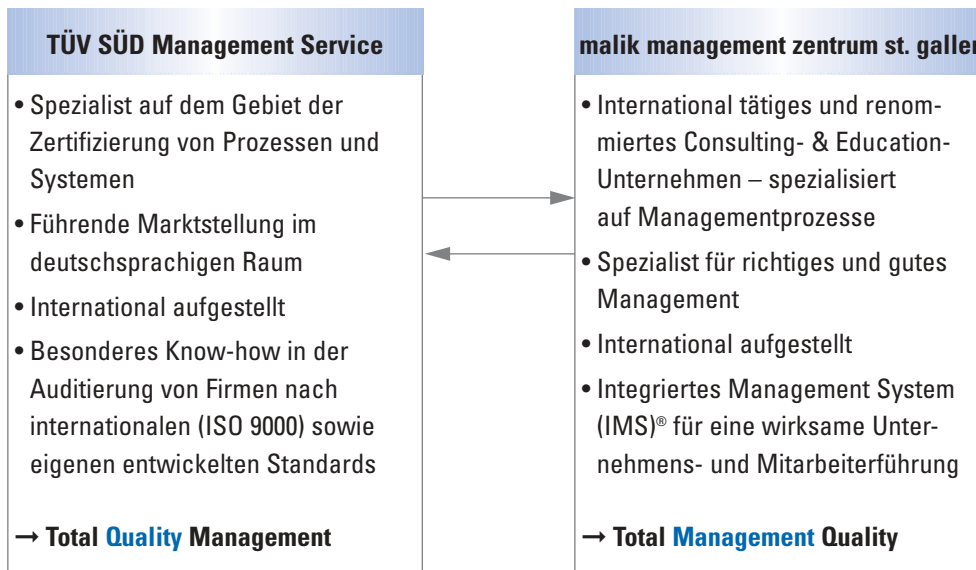 TÜV SÜD Management Service
• Spezialist auf dem Gebiet der
Zertifizierung von Prozessen und
Systemen
• Führende Marktstellung im
deutschsprachigen Raum
• International aufgestellt
• Besonderes Know-how in der
Auditierung von Firmen nach
internationalen (ISO 9000) sowie
eigenen entwickelten Standards
→ Total Quality Management
malik management zentrum st. galler
• International tätiges und renom-
miertes Consulting- & Education-
Unternehmen – spezialisiert
auf Managementprozesse
• Spezialist für richtiges und gutes
Management
• International aufgestellt
• Integriertes Management System
(IMS)® für eine wirksame Unter-
nehmens- und Mitarbeiterführung
→ Total Management Quality